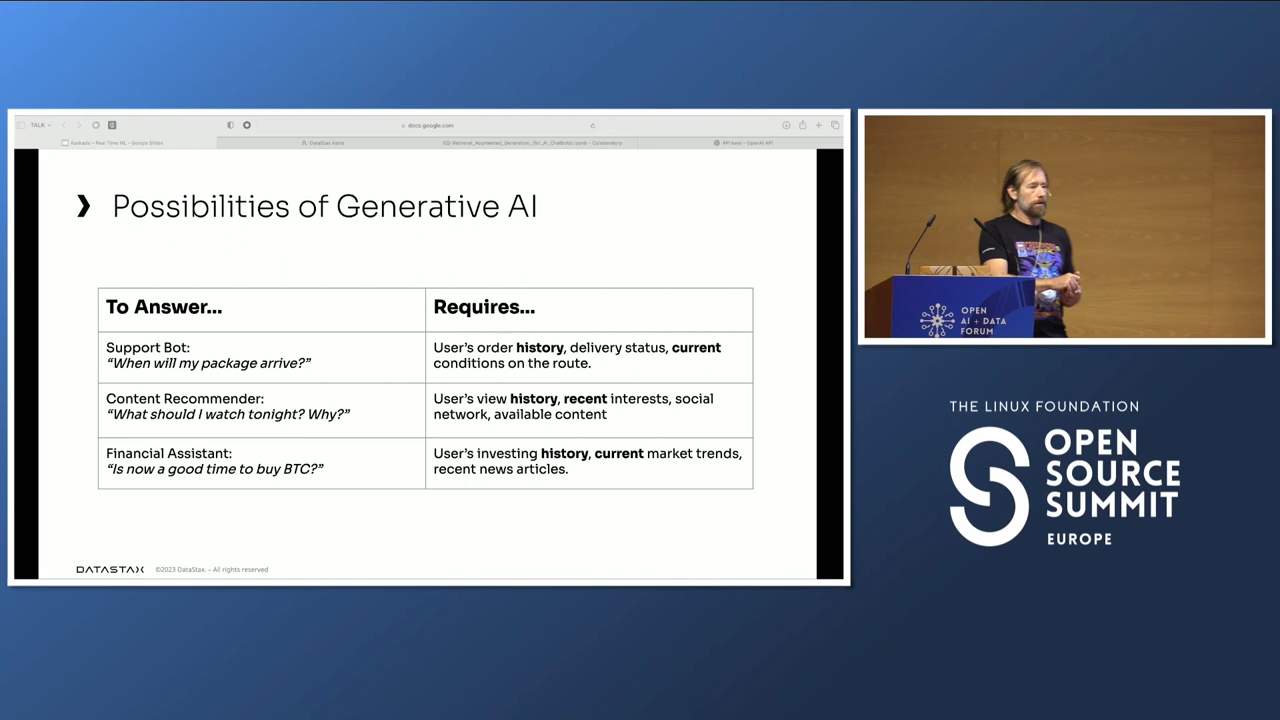 TALK
docs.google.com
Kaskada - Real Time ML - Google Slides
DataStax Astra
Retrieval_Augmented_Generation_(for_AI_Chatbots).ipynb - Colaboratory
API keys - OpenAI API
Possibilities of Generative AI
To Answer...
Requires...
Support Bot:
"When will my package arrive?"
User's order history, delivery status, current
conditions on the route.
Content Recommender:
"What should I watch tonight? Why?"
User's view history, recent interests, social
network, available content
Financial Assistant:
"Is now a good time to buy BTC?"
User's investing history, current market trends,
recent news articles.
DATASTAX
©2023 DataStax. – All rights reserved
OPEN
AI + DATA
FORUM
THE LINUX FOUNDATION
OPEN
SOURCE
SUMMIT
EUROPE